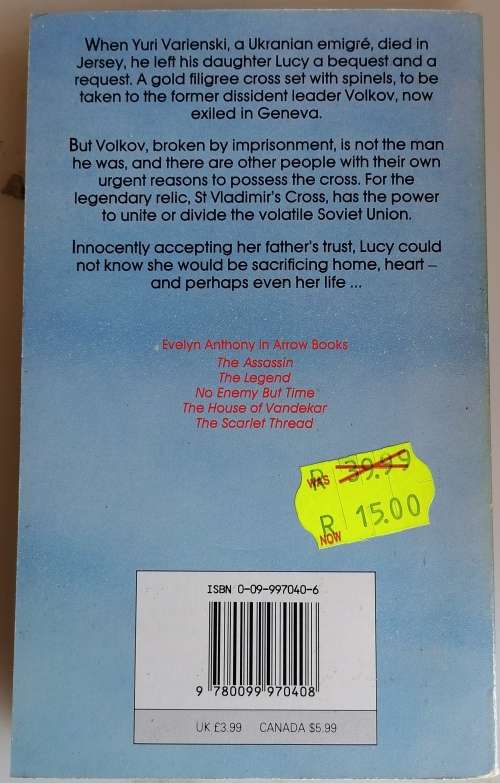 When Yuri Varienski, a Ukranian emigré, died in
Jersey, he left his daughter Lucy a bequest and a
request. A gold filigree cross set with spinels, to be
taken to the former dissident leader Volkov, now
exiled in Geneva.
But Volkov, broken by imprisonment, is not the man
he was, and there are other people with their own
urgent reasons to possess the cross. For the
legendary relic, St Vladimir's Cross, has the power
to unite or divide the volatile Soviet Union.
Innocently accepting her father's trust, Lucy could
not know she would be sacrificing home, heart –
and perhaps even her life ...
Evelyn Anthony in Arrow Books
The Assassin
The Legend
No Enemy But Time
The House of Vandekar
The Scarlet Thread
R 39.99
WAS
R 15.00
NOW
ISBN 0-09-997040-6
9 780099 970408
UK £3.99 CANADA $5.99